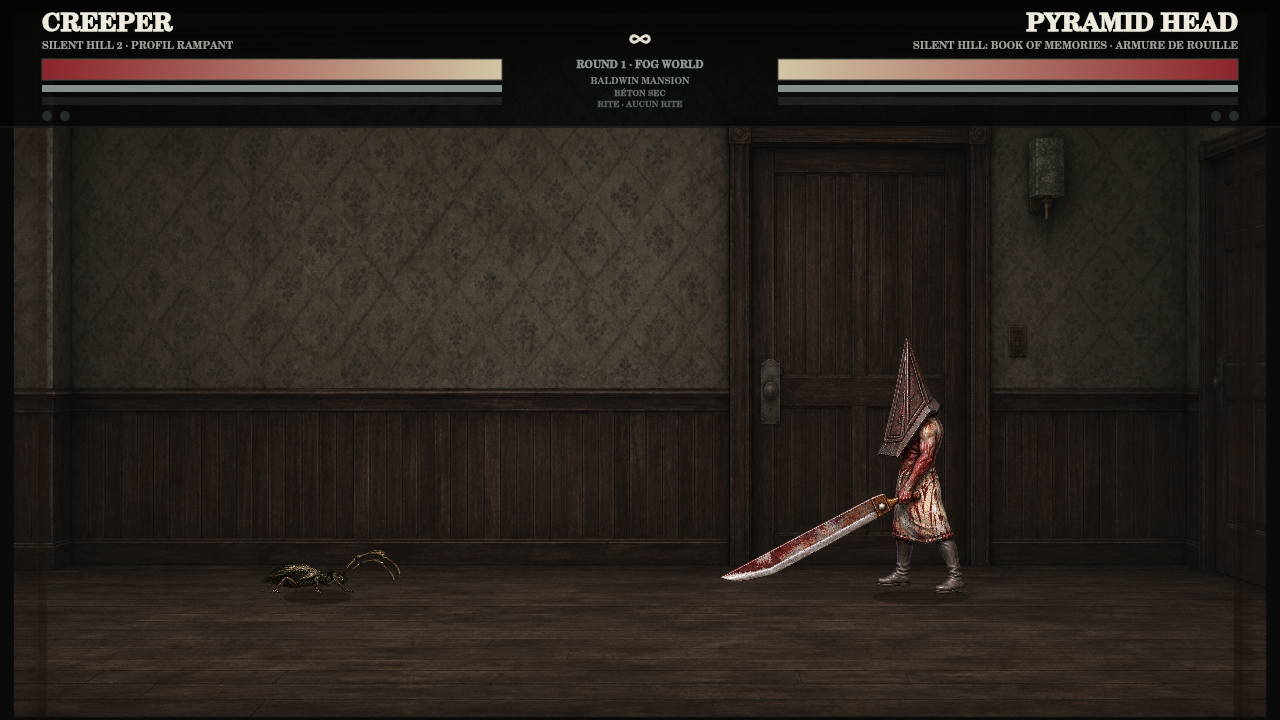 CREEPER
SILENT HILL 2 · PROFIL RAMPANT
∞
ROUND 1 · FOG WORLD
BALDWIN MANSION
BÉTON SEC
RITE · AUCUN RITE
PYRAMID HEAD
SILENT HILL: BOOK OF MEMORIES · ARMURE DE ROUILLE